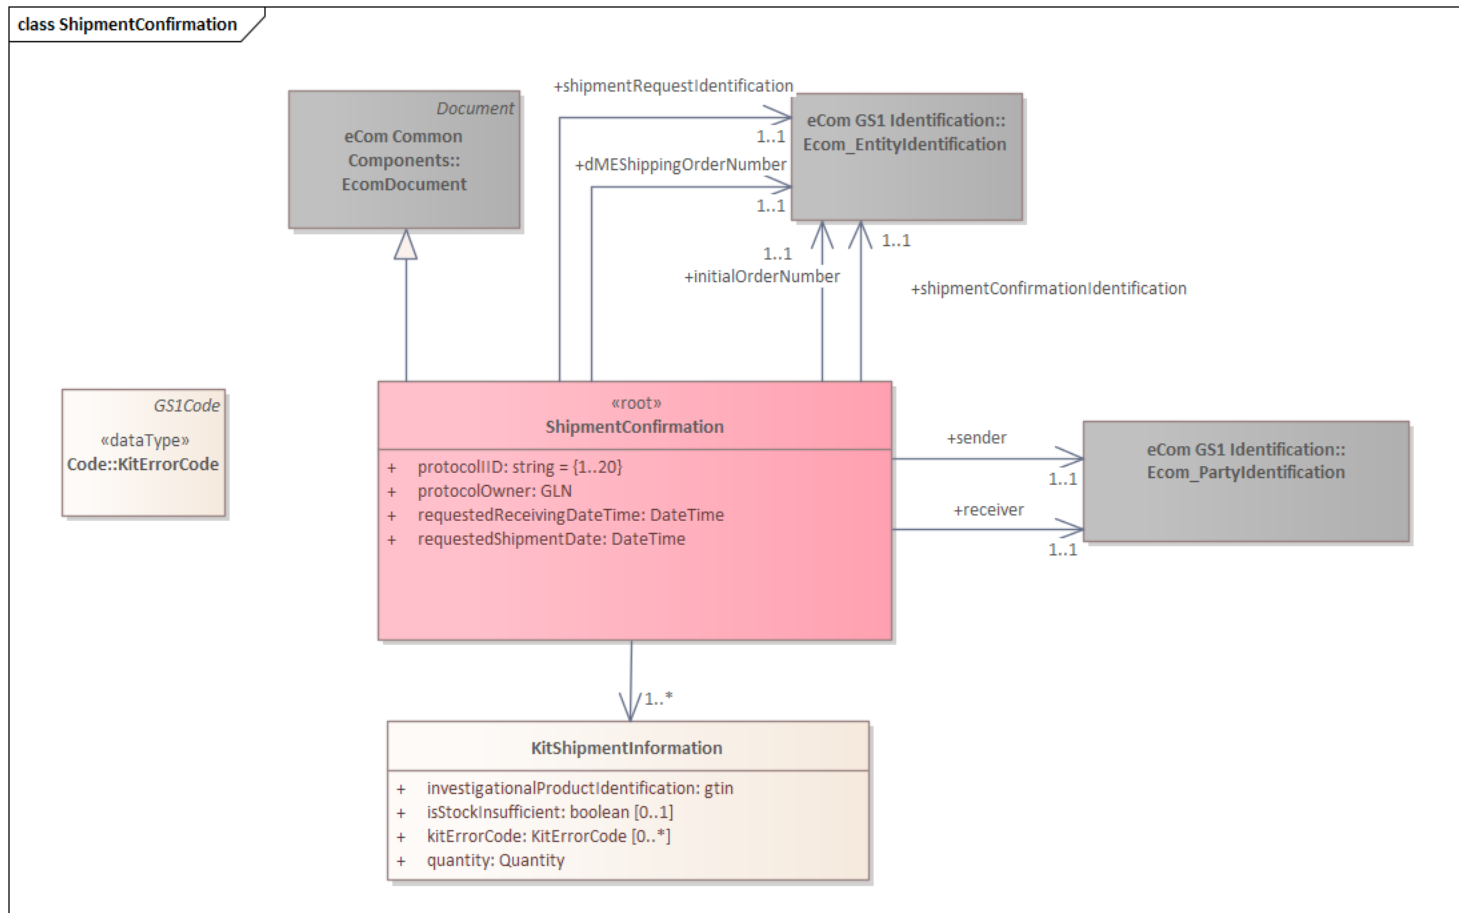 class ShipmentConfirmation
Document
eCom Common
Components::
EcomDocument
+shipmentRequestIdentification
1..1
+dMEShippingOrderNumber
1..1
eCom GS1 Identification::
Ecom_EntityIdentification
1..1
+initialOrderNumber
1..1
+shipmentConfirmationIdentification
GS1Code
«dataType»
Code::KitErrorCode
«root»
ShipmentConfirmation
+ protocolIID: string = {1..20}
+ protocolOwner: GLN
+ requestedReceivingDateTime: DateTime
+ requestedShipmentDate: DateTime
+sender
1..1
+receiver
1..1
eCom GS1 Identification::
Ecom_PartyIdentification
1..*
KitShipmentInformation
+ investigationalProductIdentification: gtin
+ isStockInsufficient: boolean [0..1]
+ kitErrorCode: KitErrorCode [0..*]
+ quantity: Quantity